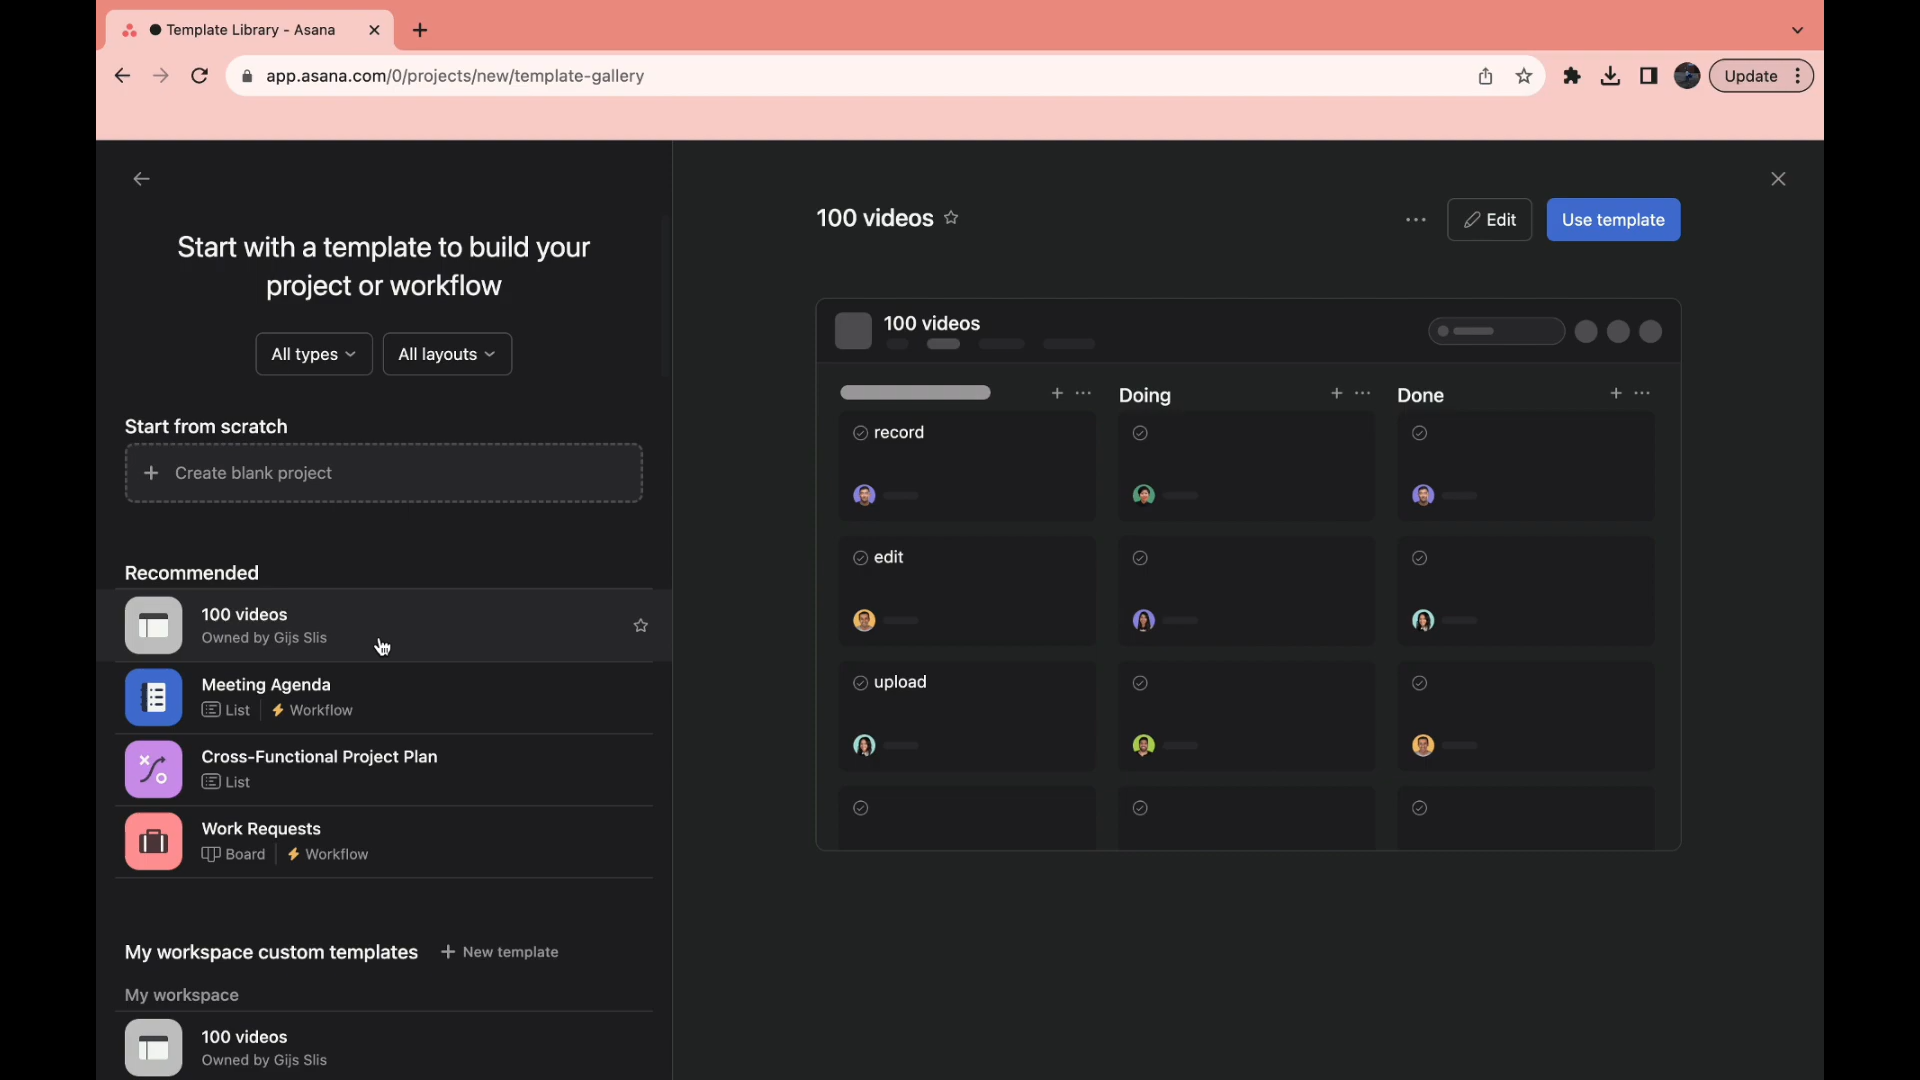 Template Library - Asana
app.asana.com/0/projects/new/template-gallery
Update
Start with a template to build your
project or workflow
All types
All layouts
Start from scratch
+ Create blank project
Recommended
100 videos
Owned by Gijs Slis
Meeting Agenda
List
Workflow
Cross-Functional Project Plan
List
Work Requests
Board
Workflow
My workspace custom templates
+ New template
My workspace
100 videos
Owned by Gijs Slis
100 videos
Edit
Use template
100 videos
Doing
Done
record
edit
upload